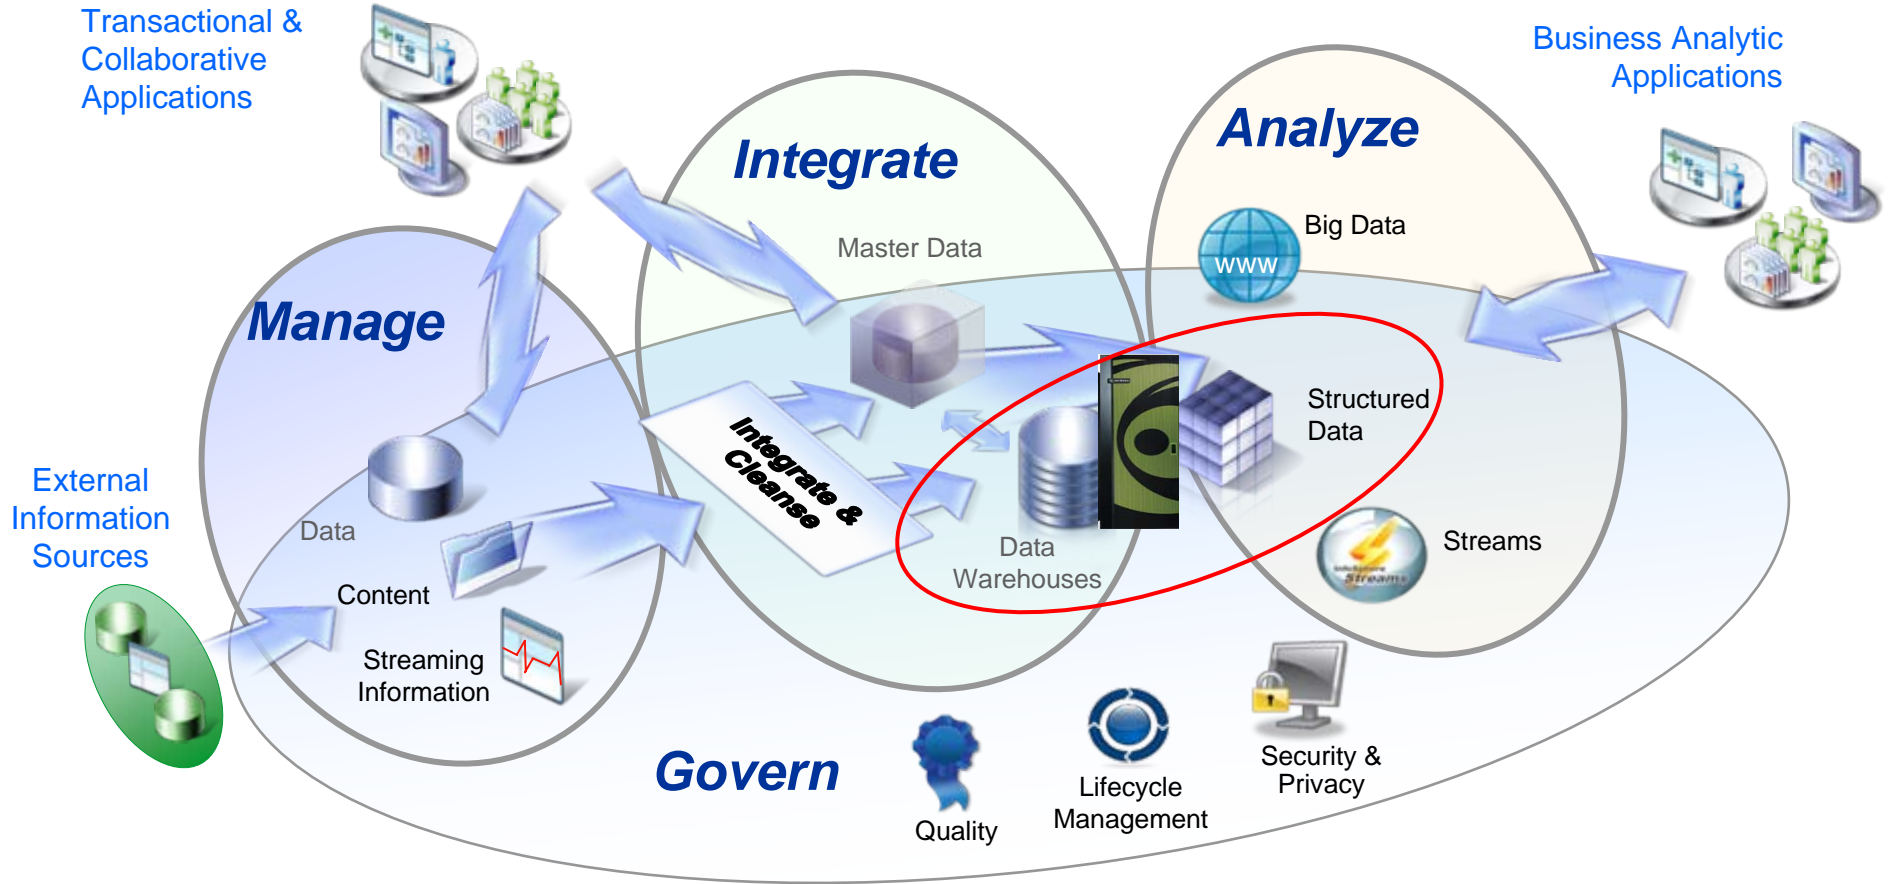 Transactional &
Collaborative
Applications
Business Analytic
Applications
Analyze
Integrate
Big Data
www
Master Data
Manage
Structured
Data
Integrate &
Cleanse
External
Information
Sources
Data
Content
Data
Warehouses
Streams
Streams
Streaming
Information
Govern
Quality
Lifecycle
Management
Security &
Privacy